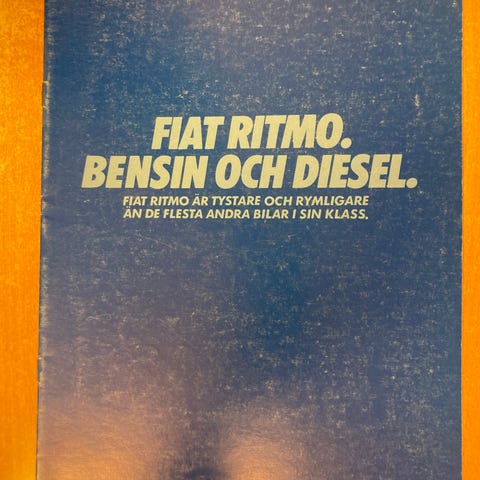 FIAT RITMO.
BENSIN OCH DIESEL.
FIAT RITMO ÄR TYSTARE OCH RYMLIGARE
ÄN DE FLESTA ANDRA BILAR I SIN KLASS.